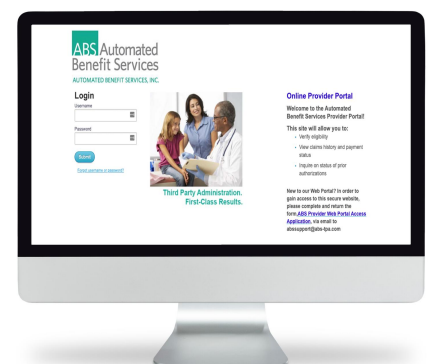 ABS Automated
Benefit Services
AUTOMATED BENEFIT SERVICES, INC.
Login
Username
Password
Submit
Forgot username or password?
Third Party Administration.
First-Class Results.
Online Provider Portal
Welcome to the Automated
Benefit Services Provider Portal!
This site will allow you to:
Verify eligibility
View claims history and payment
status
Inquire on status of prior
authorizations
New to our Web Portal? In order to
gain access to this secure website,
please complete and return the
form,ABS Provider Web Portal Access
Application, via email to
abssupport@abs-tpa.com